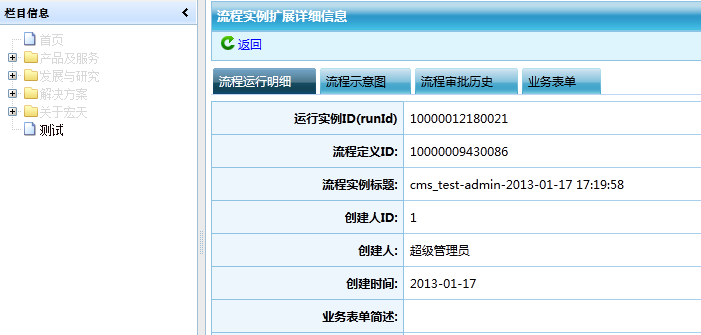 栏目信息
首页
产品及服务
发展与研究
解决方案
关于宏天
测试
流程实例扩展详细信息
返回
流程运行明细 流程示意图 流程审批历史 业务表单
运行实例ID(runId) 10000012180021
流程定义ID: 10000009430086
流程实例标题: cms_test-admin-2013-01-17 17:19:58
创建人ID: 1
创建人: 超级管理员
创建时间: 2013-01-17
业务表单简述: